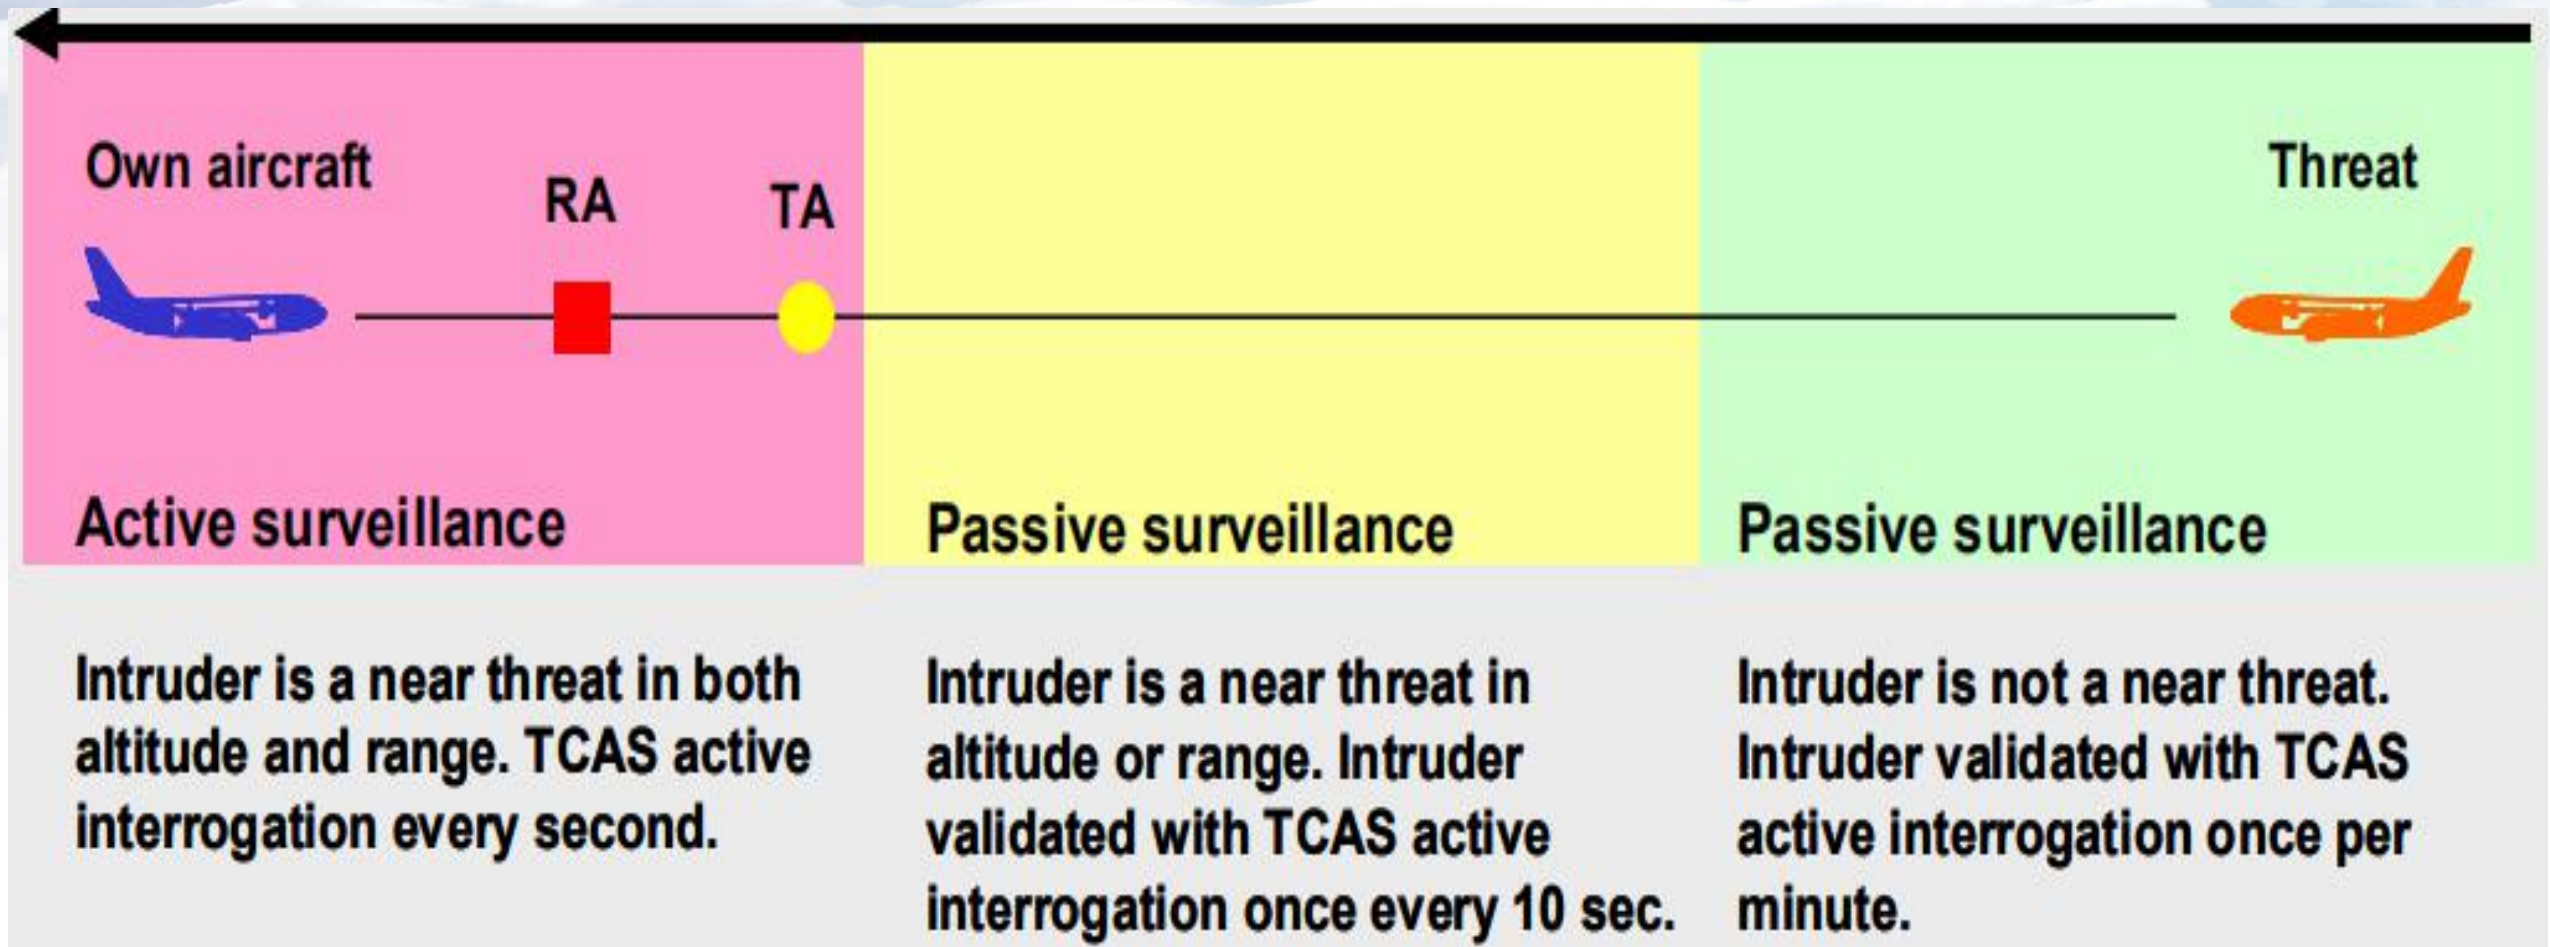 Own aircraft
RA
TA
Threat
Active surveillance
Passive surveillance
Passive surveillance
Intruder is a near threat in both
altitude and range. TCAS active
interrogation every second.
Intruder is a near threat in
altitude or range. Intruder
validated with TCAS active
interrogation once every 10 sec.
Intruder is not a near threat.
Intruder validated with TCAS
active interrogation once per
minute.